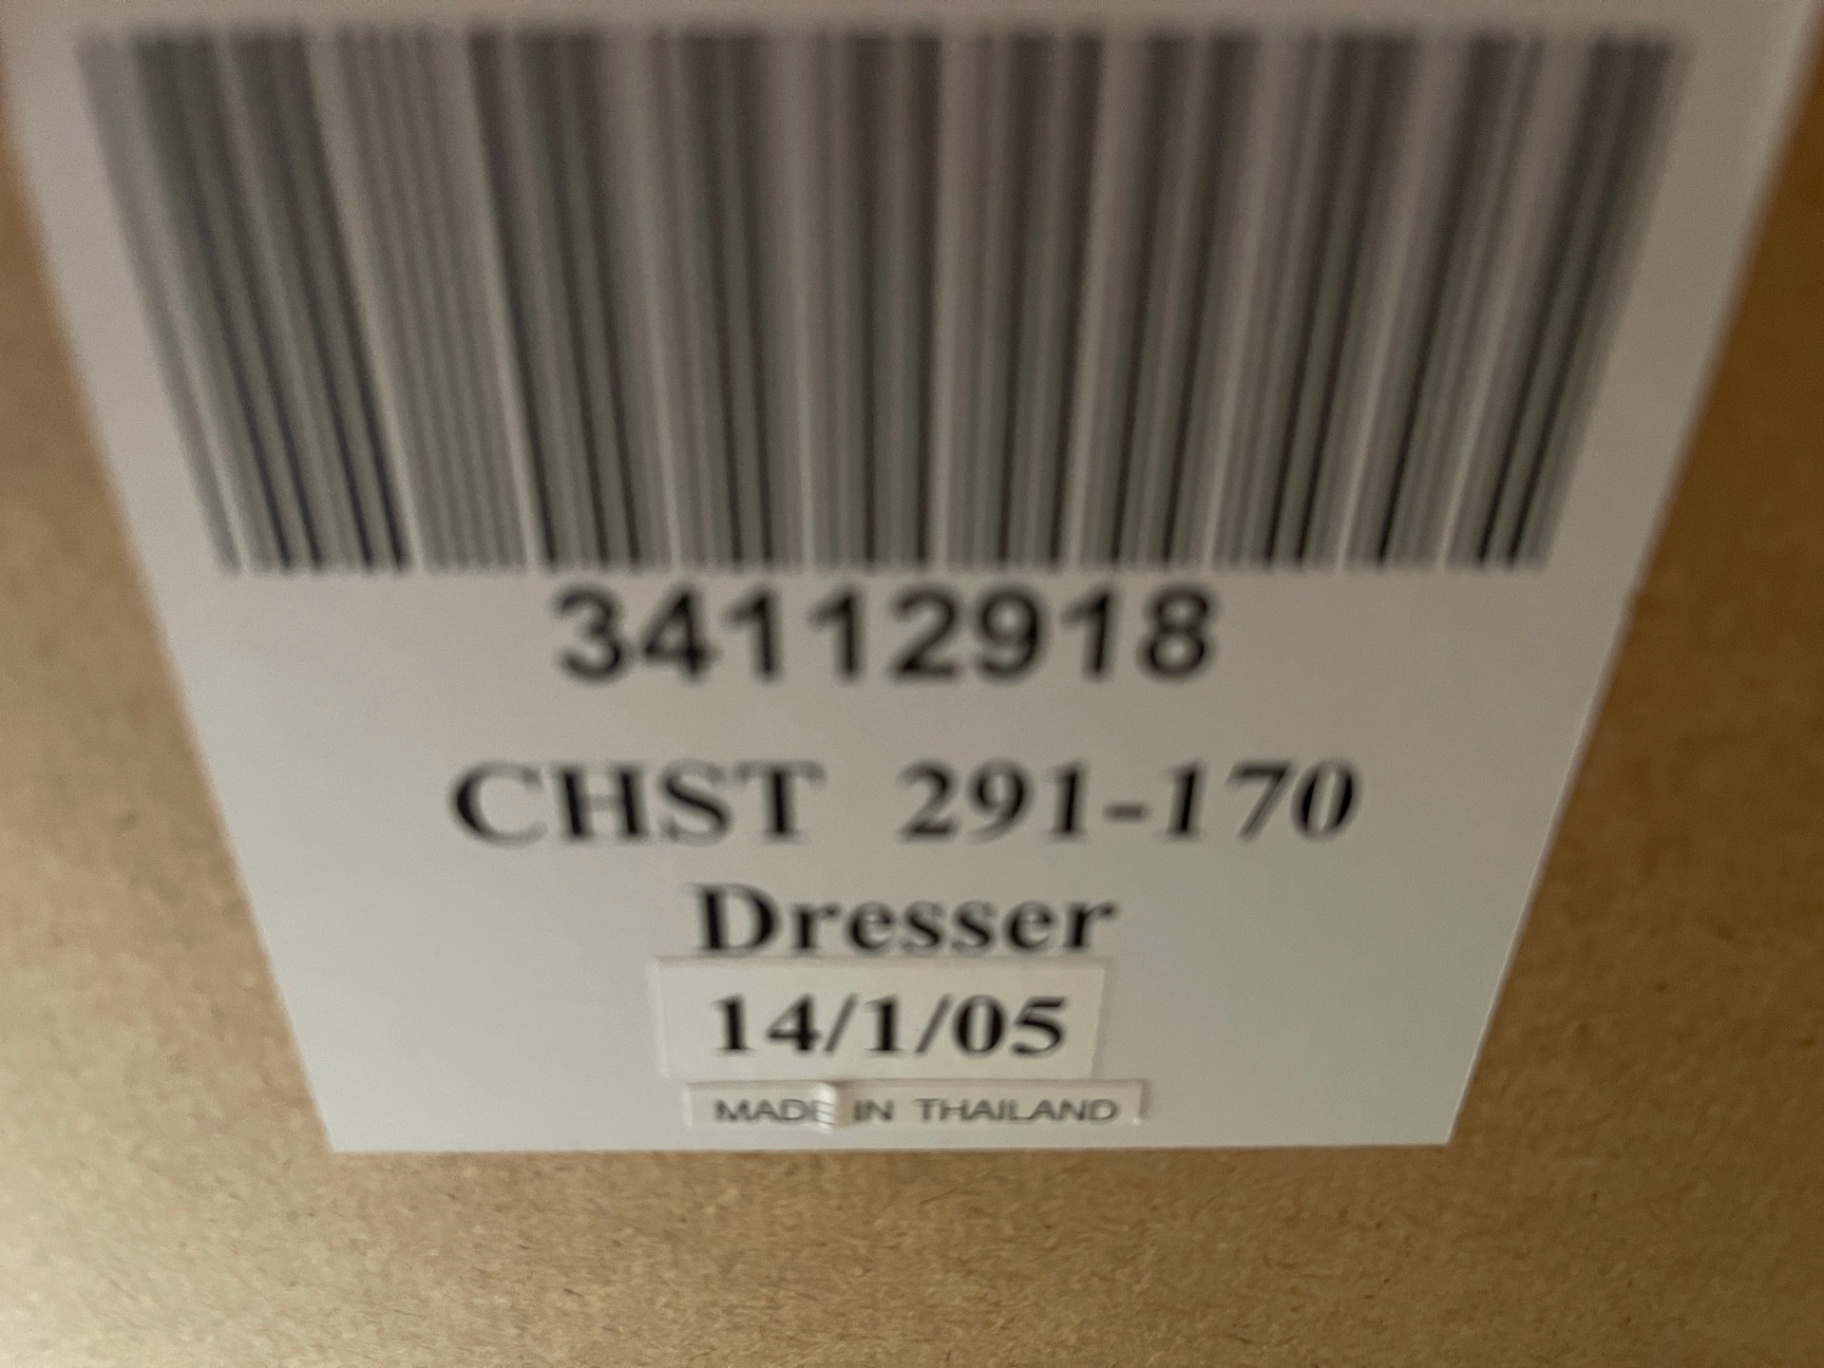 34112918
CHST 291-170
Dresser
14/1/05
MADE IN THAILAND